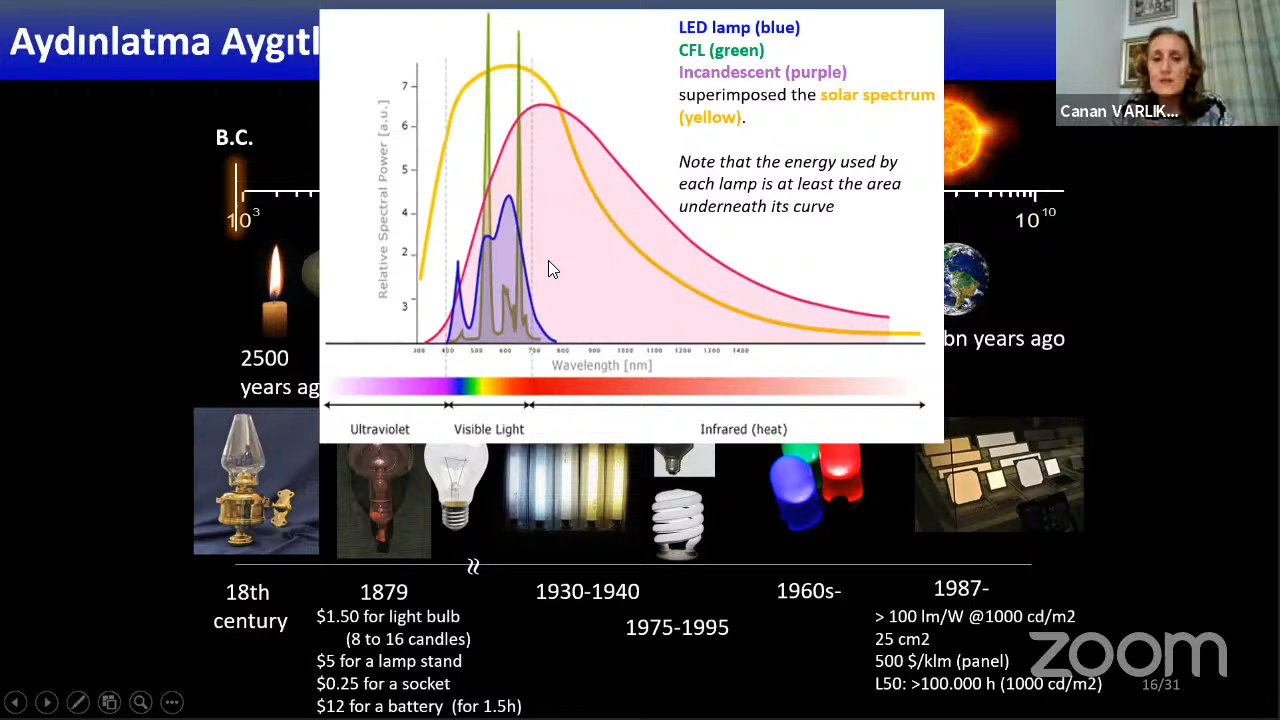 Aydınlatma Aygıtl
LED lamp (blue)
CFL (green)
Incandescent (purple)
superimposed the solar spectrum
(yellow).
Note that the energy used by
each lamp is at least the area
underneath its curve
Canan VARLIK...
B.C.
10³
10¹⁰
Relative Spectral Power [a.u.]
7
6
5
4
2
3
300 400 500 600 700 800 900 1000 1100 1200 1300 1400
Wavelength [nm]
Ultraviolet
Visible Light
Infrared (heat)
2500
years ag
bn years ago
18th
century
1879
$1.50 for light bulb
(8 to 16 candles)
$5 for a lamp stand
$0.25 for a socket
$12 for a battery (for 1.5h)
1930-1940
1975-1995
1960s-
1987-
> 100 lm/W @1000 cd/m2
25 cm2
500 $/klm (panel)
L50: >100.000 h (1000 cd/m2)
zoom
16/31